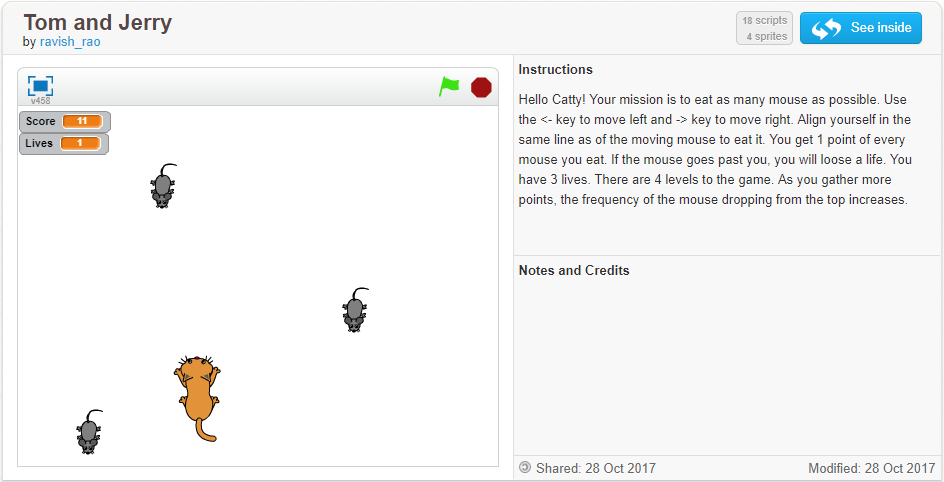 Tom and Jerry
by ravish_rao
18 scripts
4 sprites
See inside
v458
Score 11
Lives 1
Instructions
Hello Catty! Your mission is to eat as many mouse as possible. Use
the <- key to move left and -> key to move right. Align yourself in the
same line as of the moving mouse to eat it. You get 1 point of every
mouse you eat. If the mouse goes past you, you will loose a life. You
have 3 lives. There are 4 levels to the game. As you gather more
points, the frequency of the mouse dropping from the top increases.
Notes and Credits
Shared: 28 Oct 2017
Modified: 28 Oct 2017